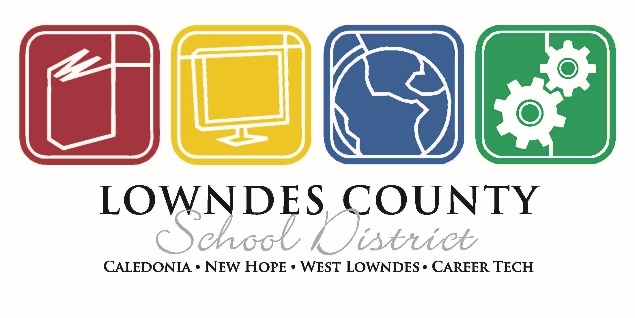 LOWNDES COUNTY
School District
CALEDONIA • NEW HOPE • WEST LOWNDES • CAREER TECH